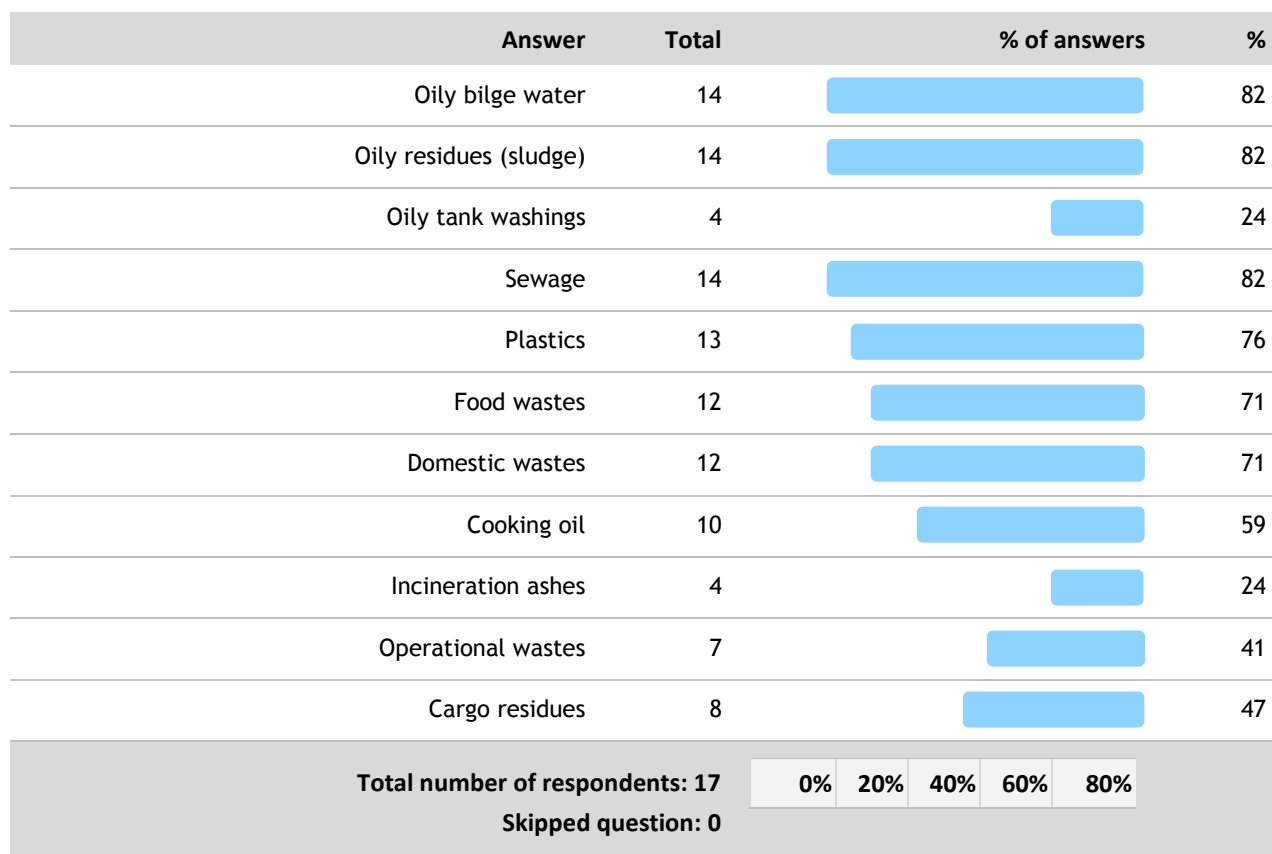 Answer Total % of answers %
Oily bilge water 14 82
Oily residues (sludge) 14 82
Oily tank washings 4 24
Sewage 14 82
Plastics 13 76
Food wastes 12 71
Domestic wastes 12 71
Cooking oil 10 59
Incineration ashes 4 24
Operational wastes 7 41
Cargo residues 8 47
Total number of respondents: 17 0% 20% 40% 60% 80%
Skipped question: 0